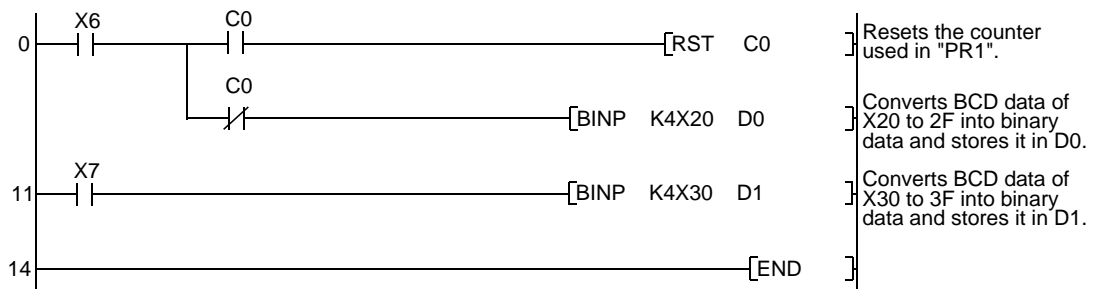 X6 C0
0 [RST C0 ] Resets the counter
used in "PR1".
C0
[BINP K4X20 D0 ] Converts BCD data of
X20 to 2F into binary
data and stores it in D0.
X7
11 [BINP K4X30 D1 ] Converts BCD data of
X30 to 3F into binary
data and stores it in D1.
14 [END ]